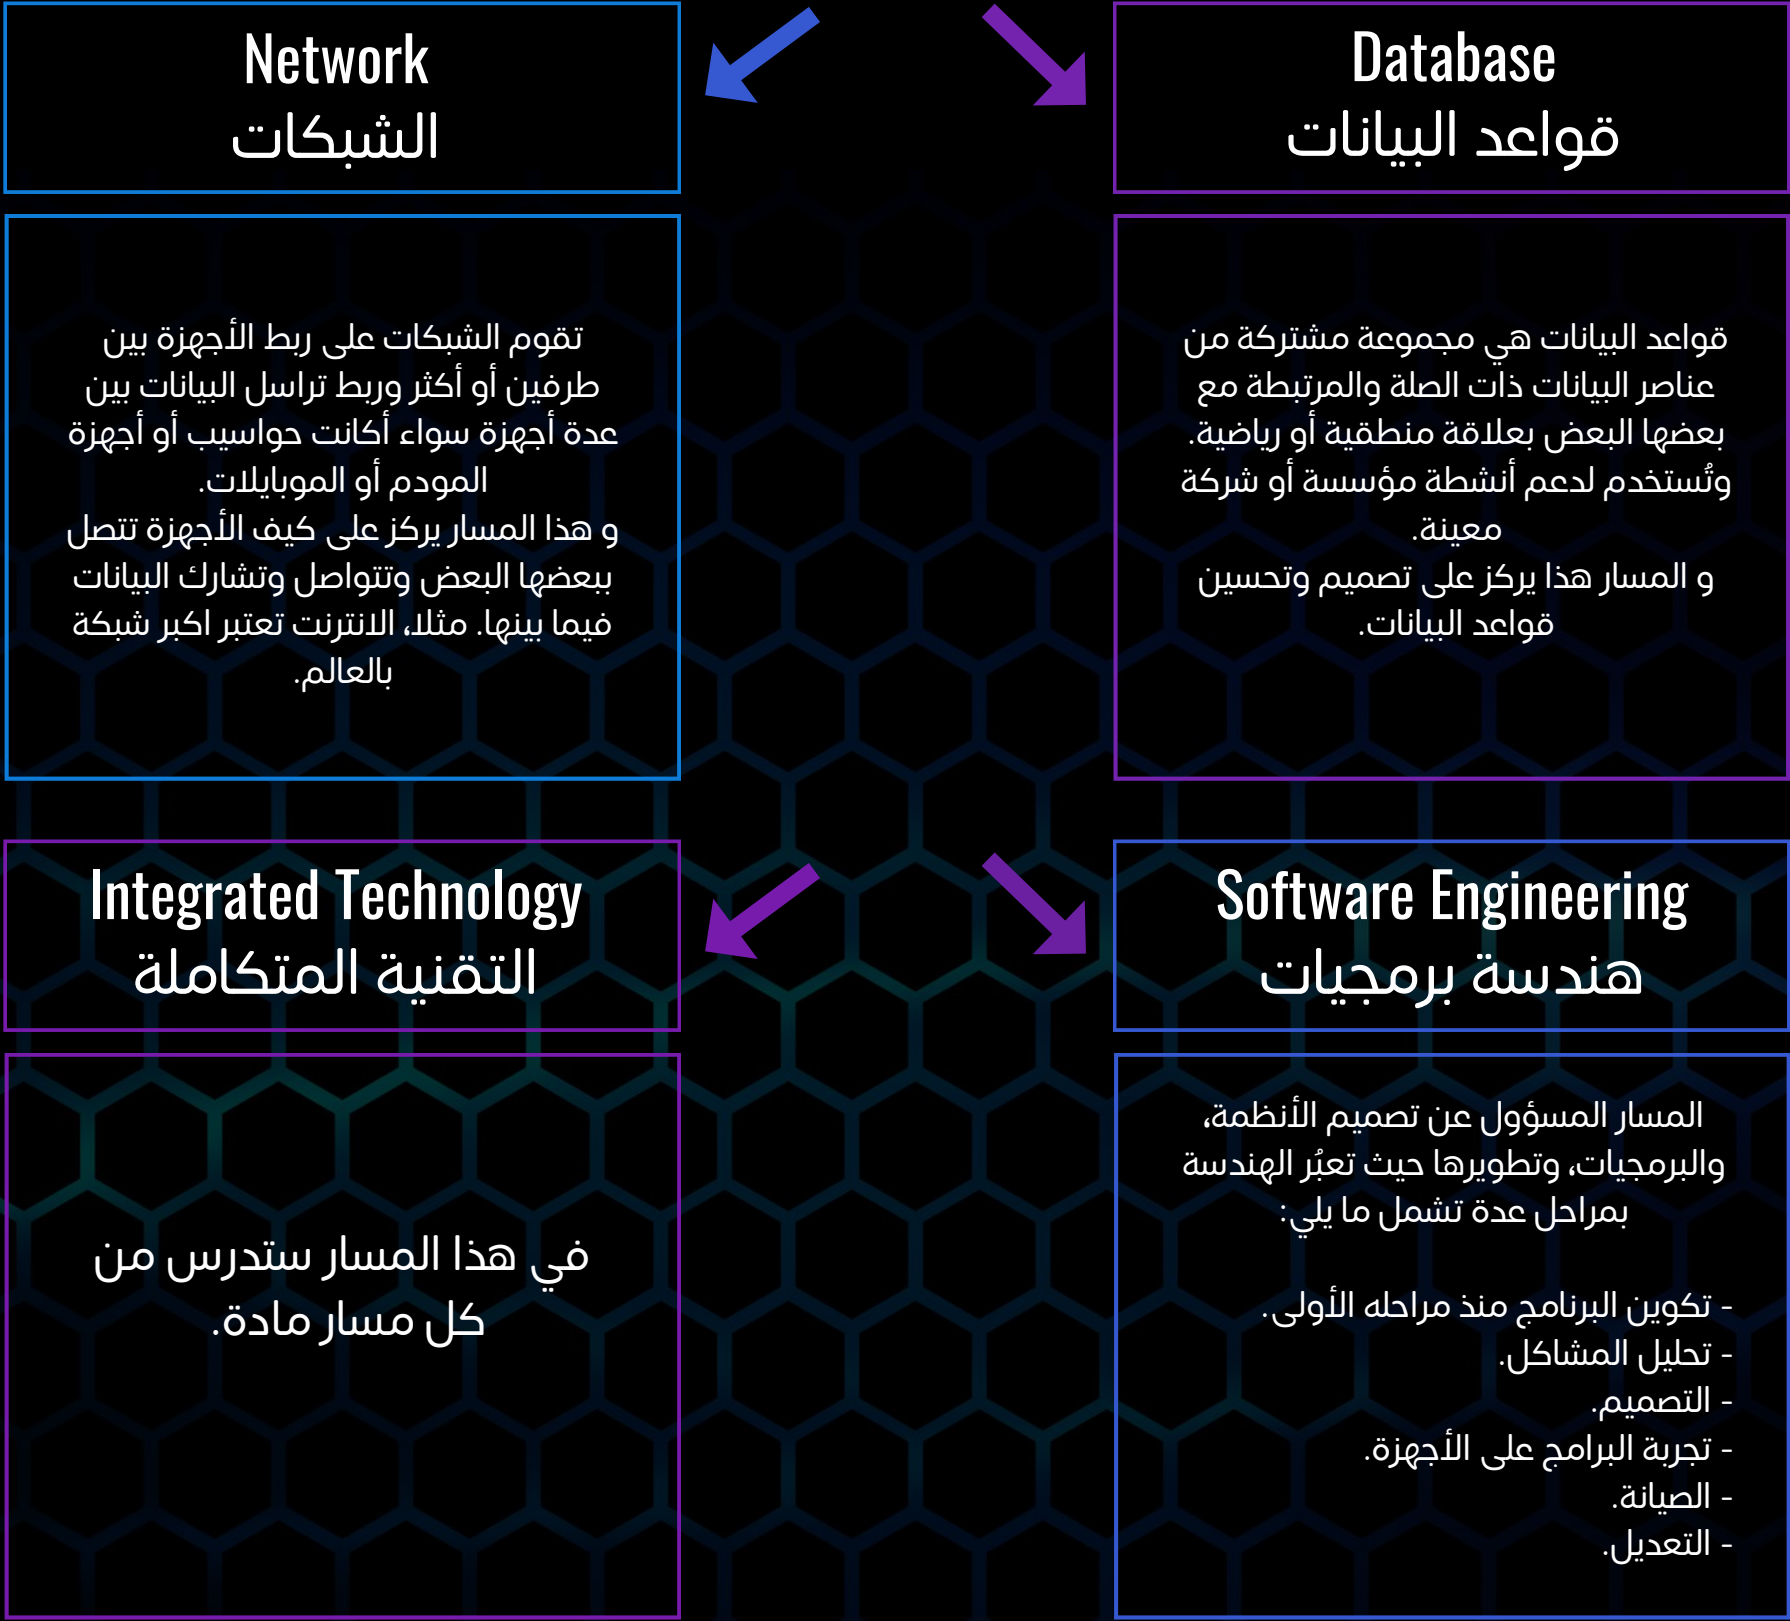 Database
قواعد البيانات
قواعد البيانات هي مجموعة مشتركة من
عناصر البيانات ذات الصلة والمرتبطة مع
بعضها البعض بعلاقة منطقية أو رياضية.
وتُستخدم لدعم أنشطة مؤسسة أو شركة
معينة.
و المسار هذا يركز على تصميم وتحسين
قواعد البيانات.
Network
الشبكات
تقوم الشبكات على ربط الأجهزة بين
طرفين أو أكثر وربط تراسل البيانات بين
عدة أجهزة سواء أكانت حواسيب أو أجهزة
المودم أو الموبايلات.
و هذا المسار يركز على كيف الأجهزة تتصل
ببعضها البعض وتتواصل وتشارك البيانات
فيما بينها. مثلا، الانترنت تعتبر اكبر شبكة
بالعالم.
Software Engineering
هندسة برمجيات
المسار المسؤول عن تصميم الأنظمة،
والبرمجيات، وتطويرها حيث تعبُر الهندسة
بمراحل عدة تشمل ما يلي:
- تكوين البرنامج منذ مراحله الأولى.
- تحليل المشاكل.
- التصميم.
- تجربة البرامج على الأجهزة.
- الصيانة.
- التعديل.
Integrated Technology
التقنية المتكاملة
في هذا المسار ستدرس من
كل مسار مادة.